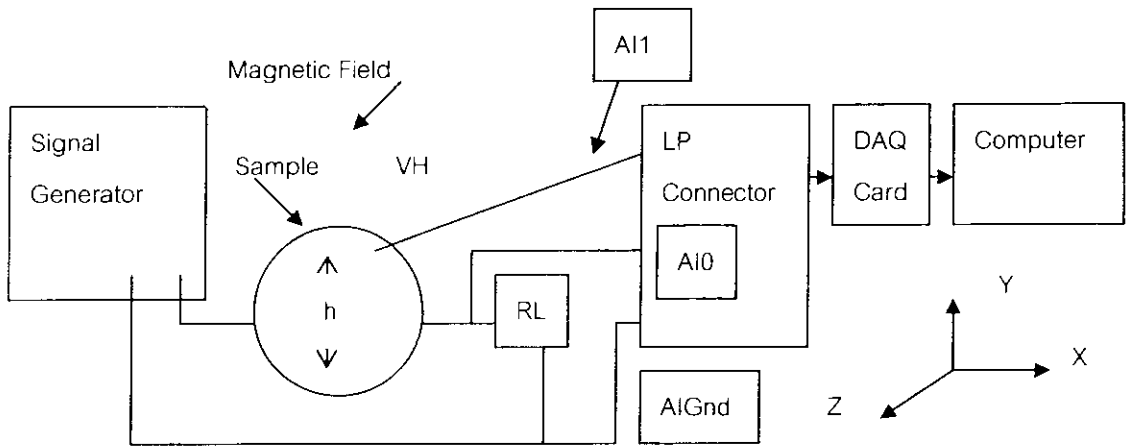 AI1
Magnetic Field
Signal
Generator
LP
Connector
DAQ
Card
Computer
Sample
VH
AI0
h
RL
Y
X
Z
AIGnd